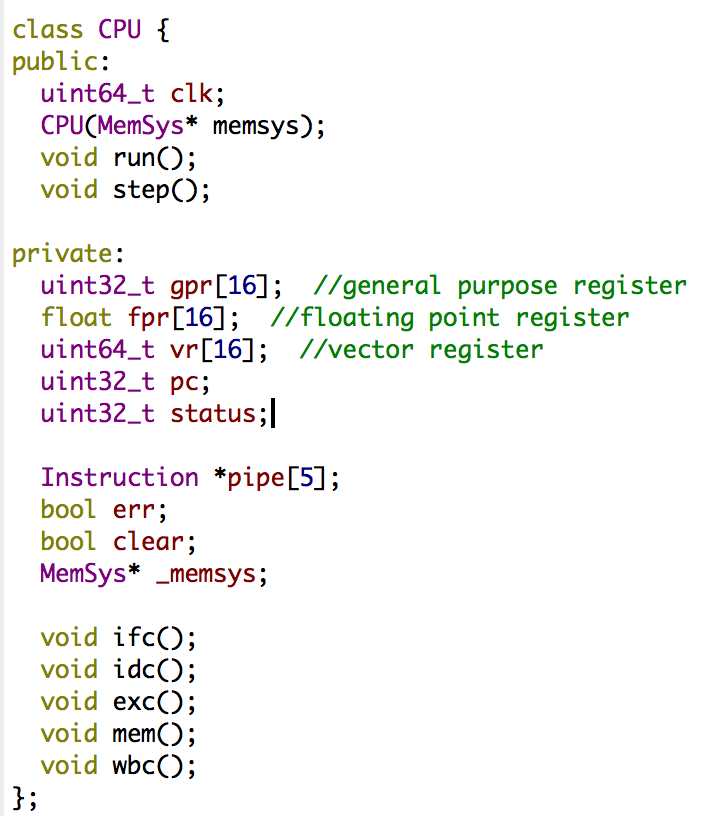 class CPU {
public:
  uint64_t clk;
  CPU(MemSys* memsys);
  void run();
  void step();

private:
  uint32_t gpr[16];  //general purpose register
  float fpr[16];  //floating point register
  uint64_t vr[16];  //vector register
  uint32_t pc;
  uint32_t status;

  Instruction *pipe[5];
  bool err;
  bool clear;
  MemSys* _memsys;

  void ifc();
  void idc();
  void exc();
  void mem();
  void wbc();
};